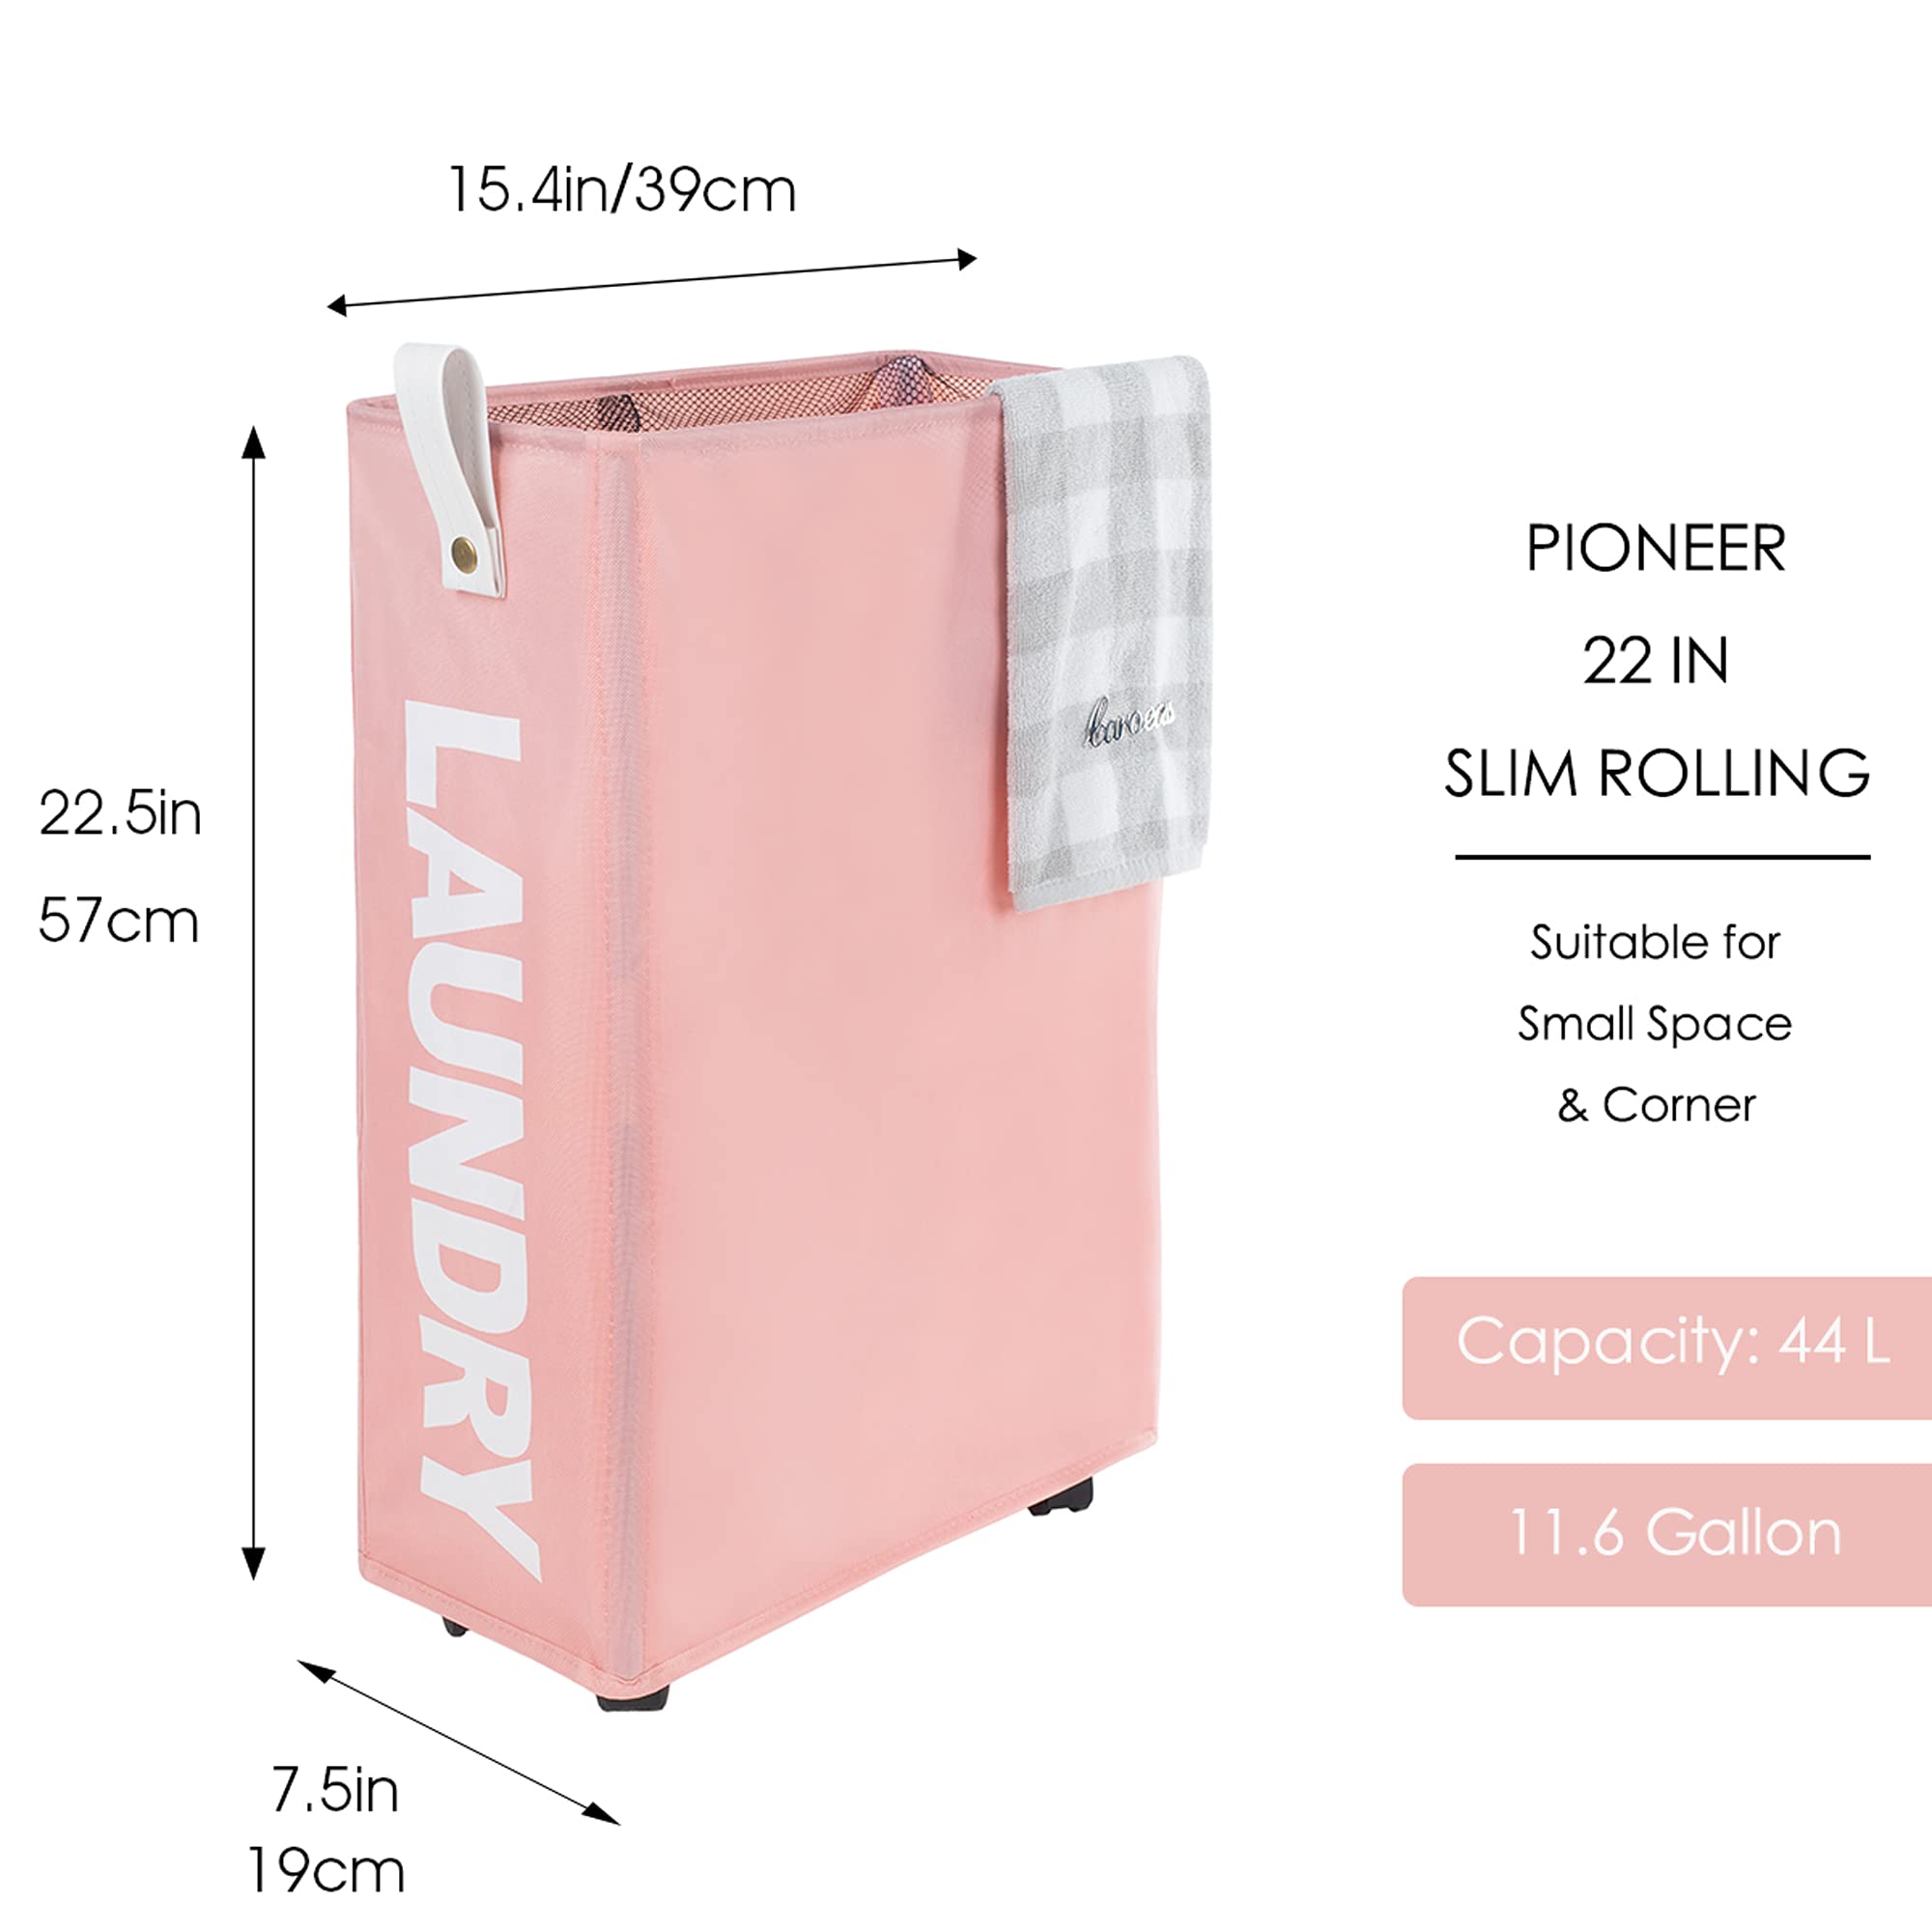 15.4in/39cm
22.5in
57cm
LAUNDRY
7.5in
19cm
PIONEER
22 IN
SLIM ROLLING
Suitable for
Small Space
& Corner
Capacity: 44 L
11.6 Gallon